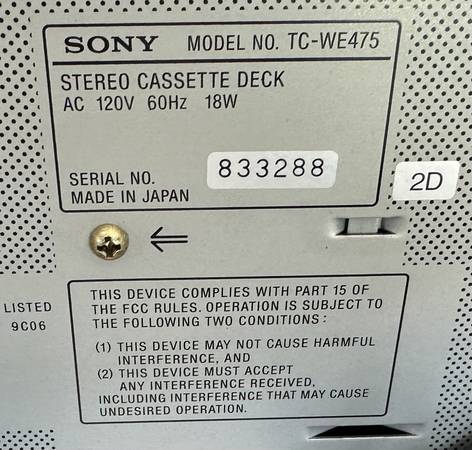 SONY MODEL NO. TC-WE475
STEREO CASSETTE DECK
AC 120V 60Hz 18W
833288
SERIAL NO.
MADE IN JAPAN
2D
LISTED
9C06
THIS DEVICE COMPLIES WITH PART 15 OF
THE FCC RULES. OPERATION IS SUBJECT TO
THE FOLLOWING TWO CONDITIONS :
(1) THIS DEVICE MAY NOT CAUSE HARMFUL
INTERFERENCE, AND
(2) THIS DEVICE MUST ACCEPT
ANY INTERFERENCE RECEIVED,
INCLUDING INTERFERENCE THAT MAY CAUSE
UNDESIRED OPERATION.